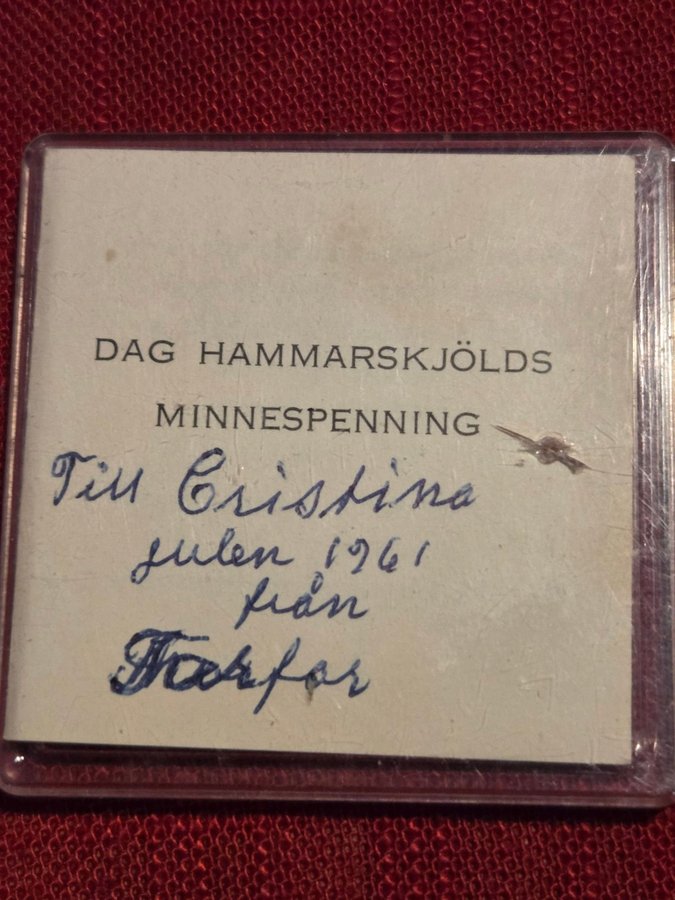 DAG HAMMARSKJÖLDS
MINNESPENNING
Till Cristina
julen 1961
från
Farfar